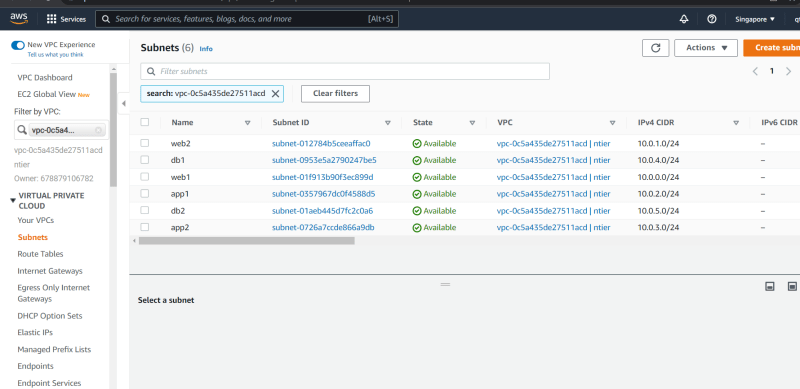 aws Services Search for services, features, blogs, docs, and more [Alt+S] Singapore
New VPC Experience
Tell us what you think
VPC Dashboard
EC2 Global View New
Filter by VPC:
vpc-0c5a4...
vpc-0c5a435de27511acd
ntier
Owner: 678879106782
VIRTUAL PRIVATE
CLOUD
Your VPCs
Subnets
Route Tables
Internet Gateways
Egress Only Internet
Gateways
DHCP Option Sets
Elastic IPs
Managed Prefix Lists
Endpoints
Endpoint Services
Subnets (6) Info Actions Create subn
Filter subnets 1
search: vpc-0c5a435de27511acd Clear filters
Name Subnet ID State VPC IPv4 CIDR IPv6 CIDR
web2 subnet-012784b5ceeaffac0 Available vpc-0c5a435de27511acd | ntier 10.0.1.0/24 –
db1 subnet-0953e5a2790247be5 Available vpc-0c5a435de27511acd | ntier 10.0.4.0/24 –
web1 subnet-01f913b90f3ec899d Available vpc-0c5a435de27511acd | ntier 10.0.0.0/24 –
app1 subnet-0357967dc0f4588d5 Available vpc-0c5a435de27511acd | ntier 10.0.2.0/24 –
db2 subnet-01aeb445d7fc2c0a6 Available vpc-0c5a435de27511acd | ntier 10.0.5.0/24 –
app2 subnet-0726a7ccde866a9db Available vpc-0c5a435de27511acd | ntier 10.0.3.0/24 –
Select a subnet